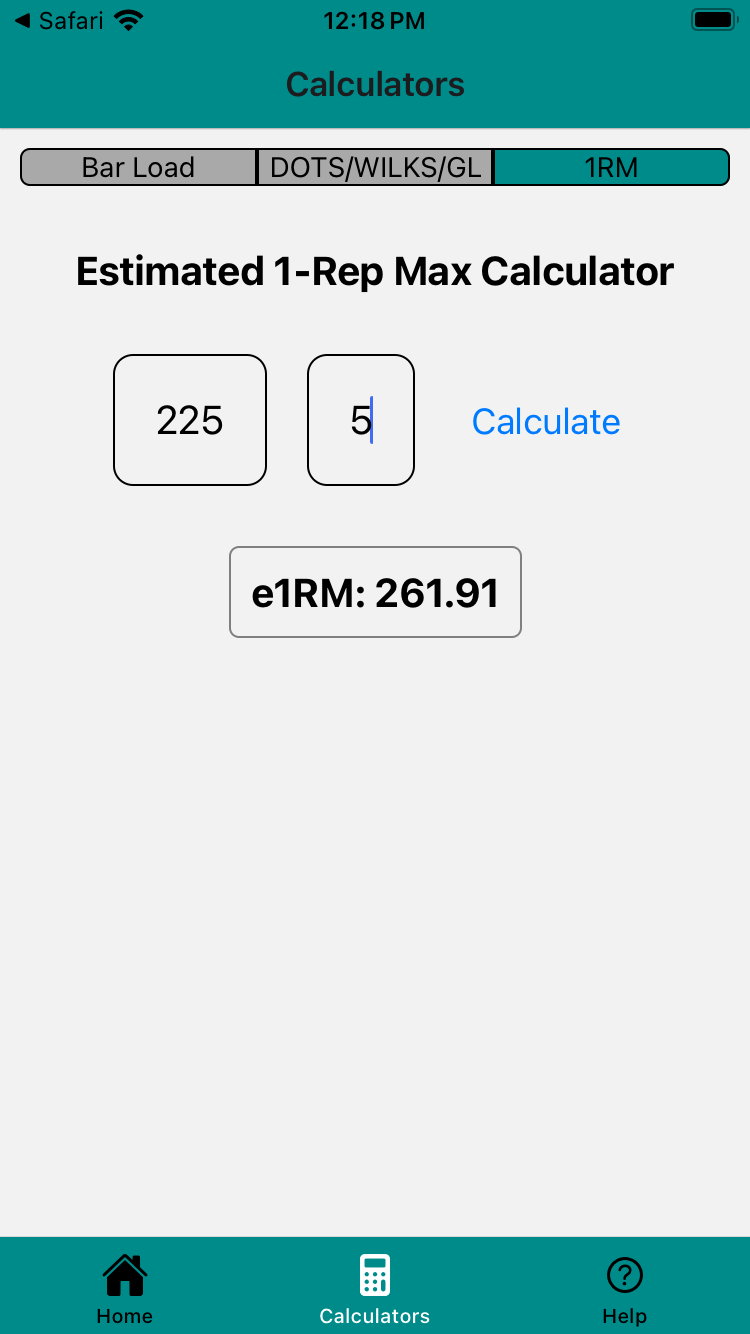 Safari 12:18 PM
Calculators
Bar Load DOTS/WILKS/GL 1RM
Estimated 1-Rep Max Calculator
225 5 Calculate
e1RM: 261.91
Home Calculators Help